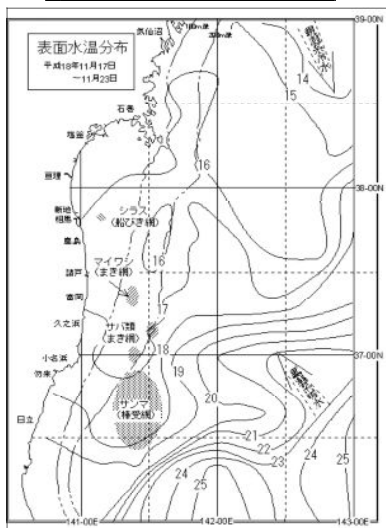 表面水温分布
平成18年11月17日
～11月23日
気仙沼
39-00N
石巻
塩釜
亘理
14
15
16
38-00N
新地
相馬
鹿島
請戸
富岡
久之浜
小名浜
勿来
日立
シラス
(船びき網)
16
マイワシ
(まき網)
17
サバ類
(まき網)
18
37-00N
19
サンマ
(棒受網)
20
21
22
23
24
25
24
25
141-00E
142-00E
143-00E